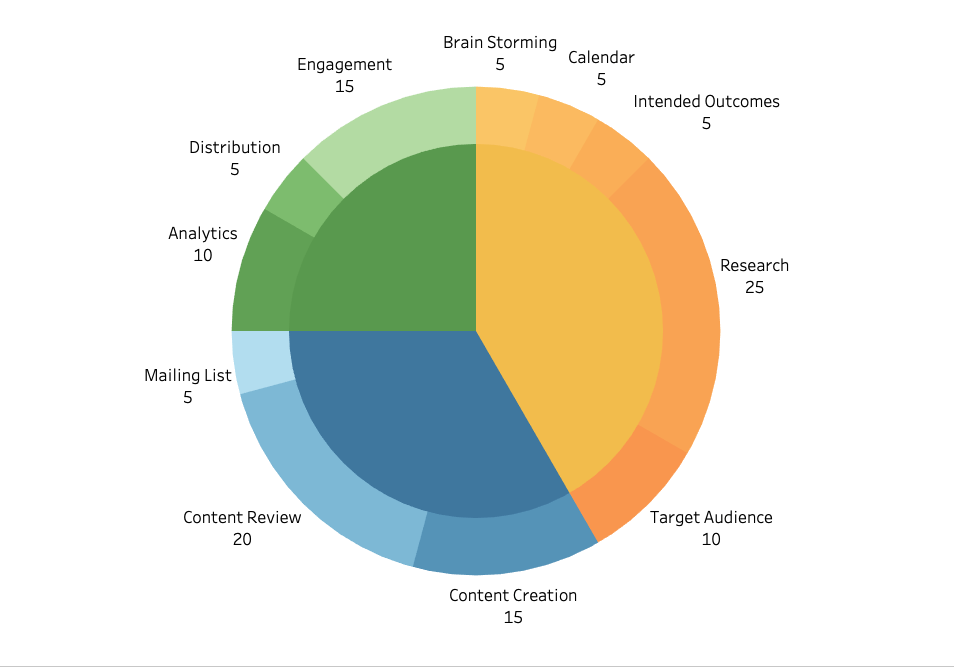 Brain Storming
5
Calendar
5
Intended Outcomes
5
Research
25
Target Audience
10
Content Creation
15
Content Review
20
Mailing List
5
Analytics
10
Distribution
5
Engagement
15